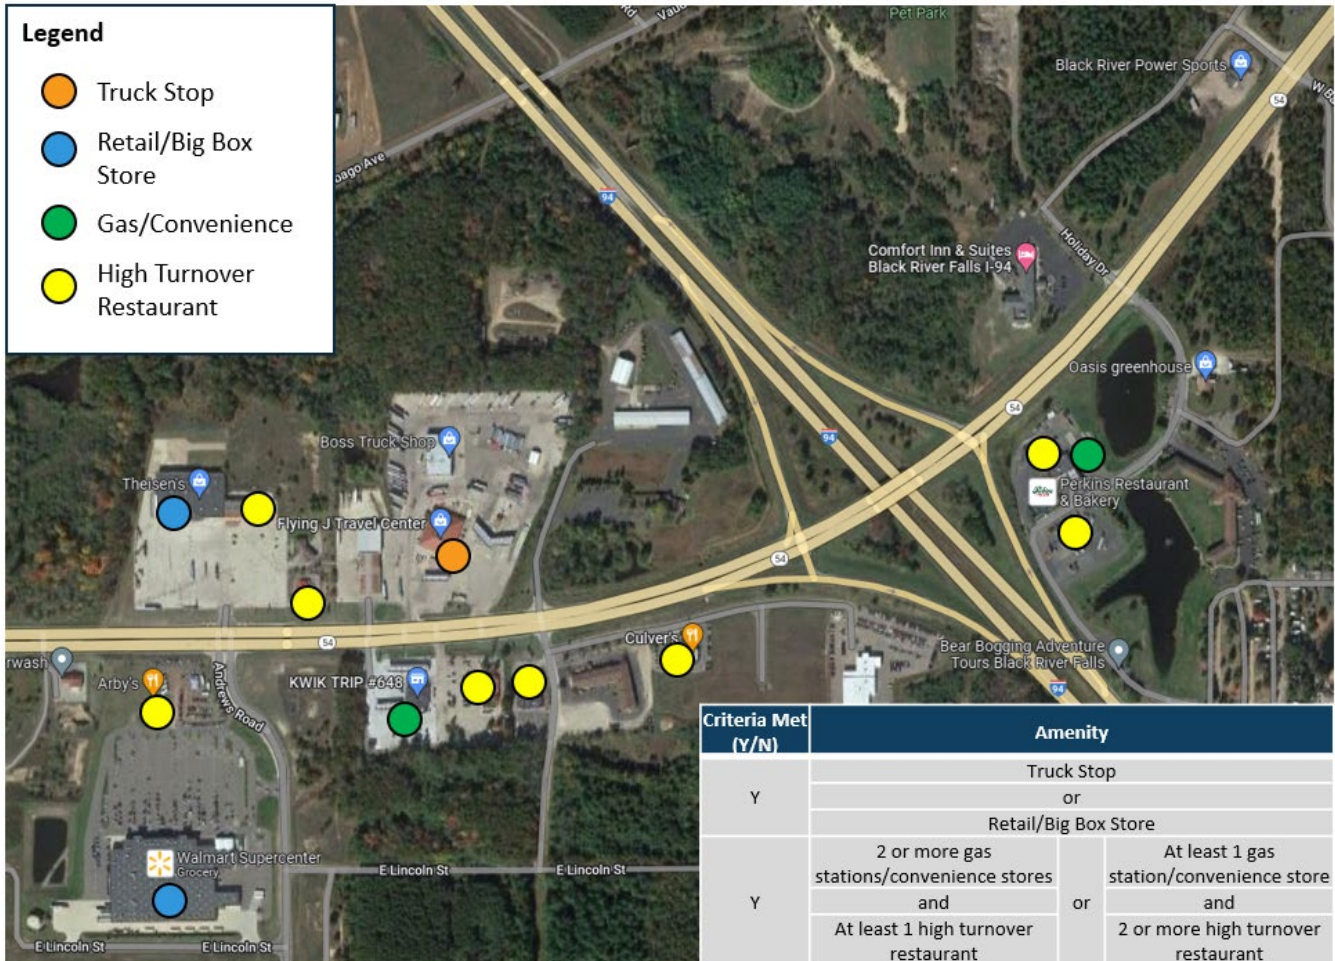 Legend
Truck Stop
Retail/Big Box
Store
Gas/Convenience
High Turnover
Restaurant
Pet Park
Rd
Black River Power Sports
54
94
Comfort Inn & Suites
Black River Falls I-94
Holiday Dr
Oasis greenhouse
54
94
Boss Truck Shop
Theisen's
Flying J Travel Center
Perkins Restaurant
& Bakery
54
54
Culver's
Bear Bogging Adventure
Tours Black River Falls
94
rwash
Arby's
Andrews Road
KWIK TRIP #648
Walmart Supercenter
Grocery
E Lincoln St
E Lincoln St
E Lincoln St
E Lincoln St
Criteria Met
(Y/N)
Amenity
Y
Truck Stop
or
Retail/Big Box Store
Y
2 or more gas
stations/convenience stores
and
At least 1 high turnover
restaurant
or
At least 1 gas
station/convenience store
and
2 or more high turnover
restaurant